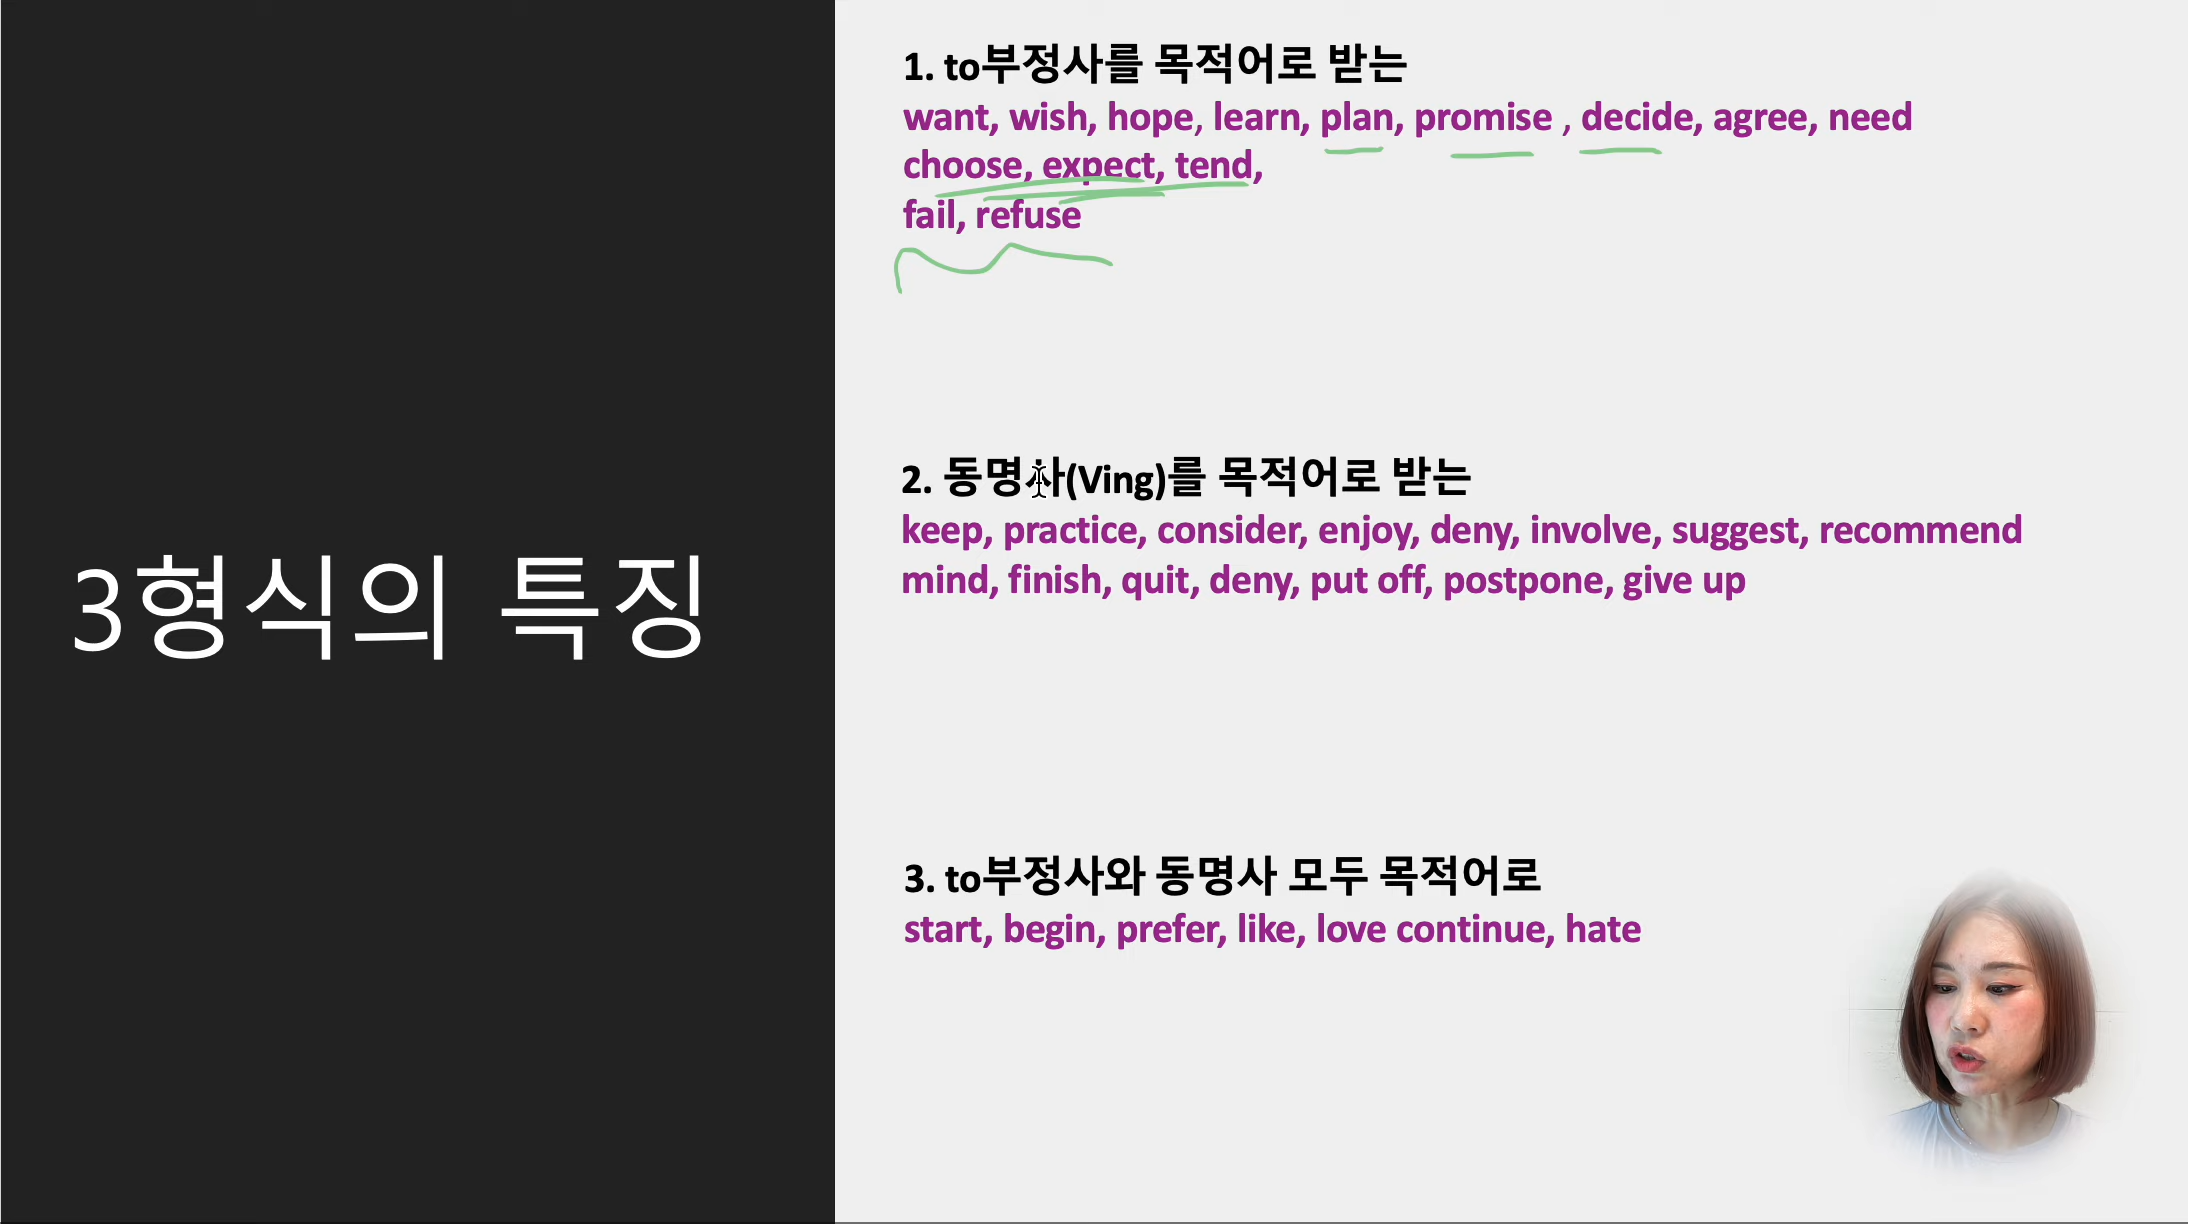 3형식의 특징
1. to부정사를 목적어로 받는
want, wish, hope, learn, plan, promise , decide, agree, need
choose, expect, tend,
fail, refuse
2. 동명사(Ving)를 목적어로 받는
keep, practice, consider, enjoy, deny, involve, suggest, recommend
mind, finish, quit, deny, put off, postpone, give up
3. to부정사와 동명사 모두 목적어로
start, begin, prefer, like, love continue, hate